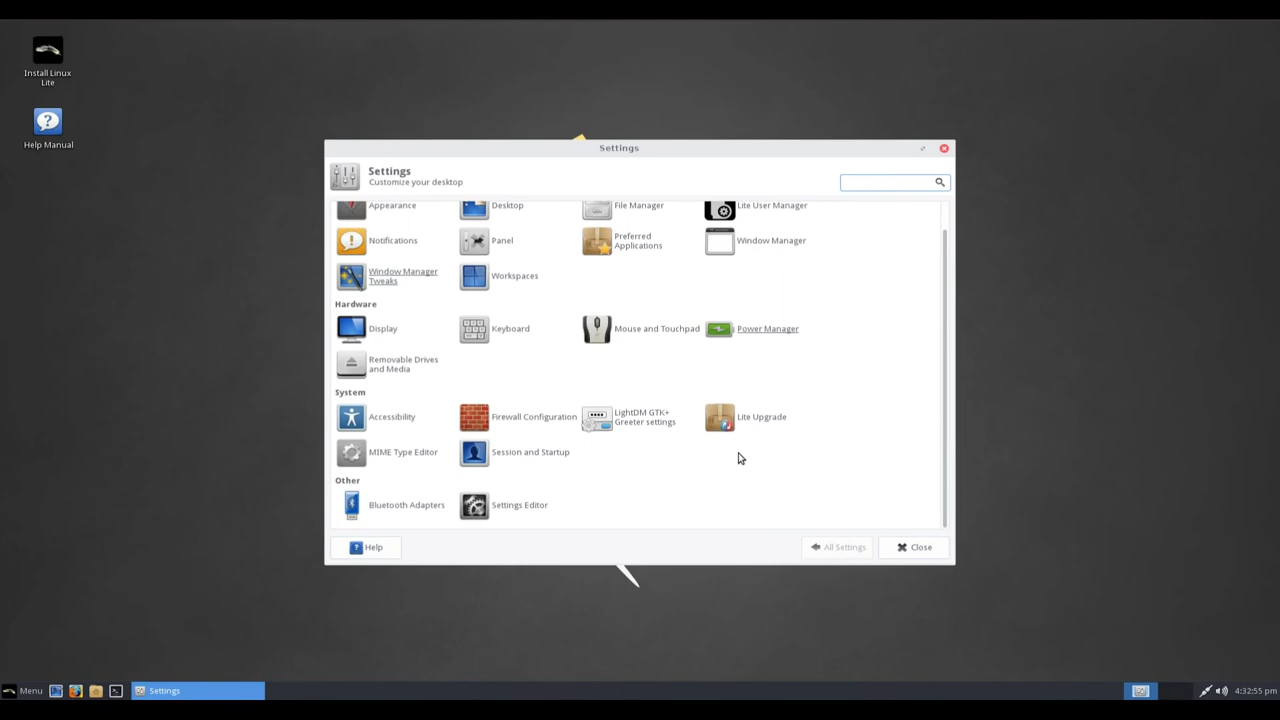 Install Linux
Lite
Help Manual
Settings
Settings
Customize your desktop
Appearance
Desktop
File Manager
Lite User Manager
Notifications
Panel
Preferred
Applications
Window Manager
Window Manager
Tweaks
Workspaces
Hardware
Display
Keyboard
Mouse and Touchpad
Power Manager
Removable Drives
and Media
System
Accessibility
Firewall Configuration
LightDM GTK+
Greeter settings
Lite Upgrade
MIME Type Editor
Session and Startup
Other
Bluetooth Adapters
Settings Editor
Help
All Settings
Close
Menu
Settings
4:32:55 pm